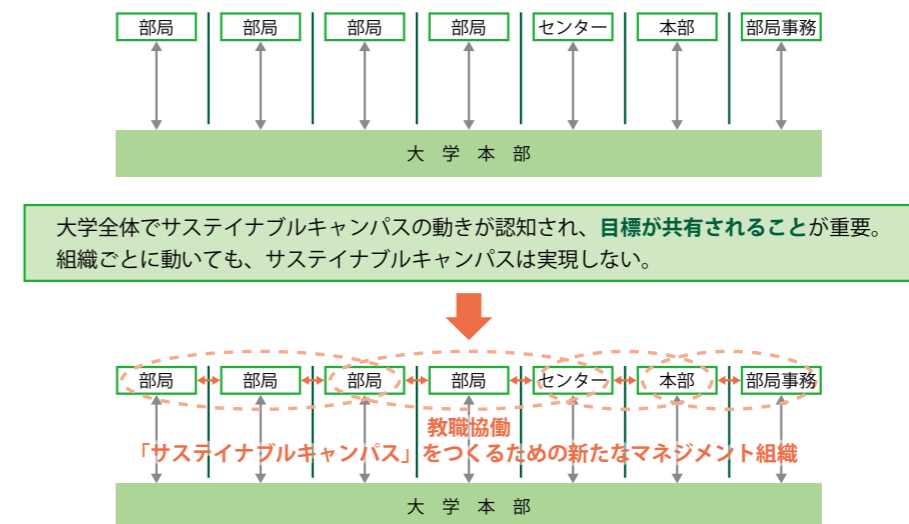 部局 部局 部局 部局 センター 本部 部局事務
大学本部
大学全体でサステイナブルキャンパスの動きが認知され、目標が共有されることが重要。
組織ごとに動いても、サステイナブルキャンパスは実現しない。
部局 部局 部局 部局 センター 本部 部局事務
教職協働
「サステイナブルキャンパス」をつくるための新たなマネジメント組織
大学本部